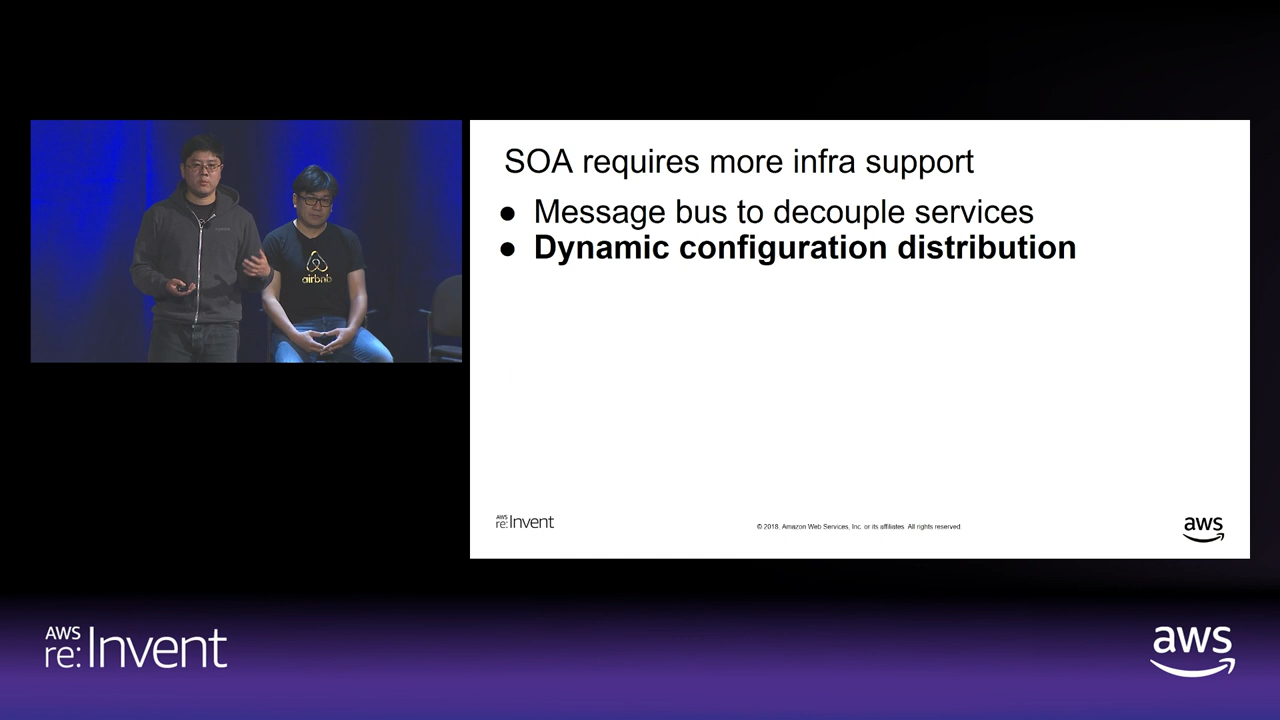 SOA requires more infra support
● Message bus to decouple services
● Dynamic configuration distribution
airbnb
AWS
re:Invent
© 2018, Amazon Web Services, Inc. or its affiliates. All rights reserved.
aws
AWS
re:Invent
aws